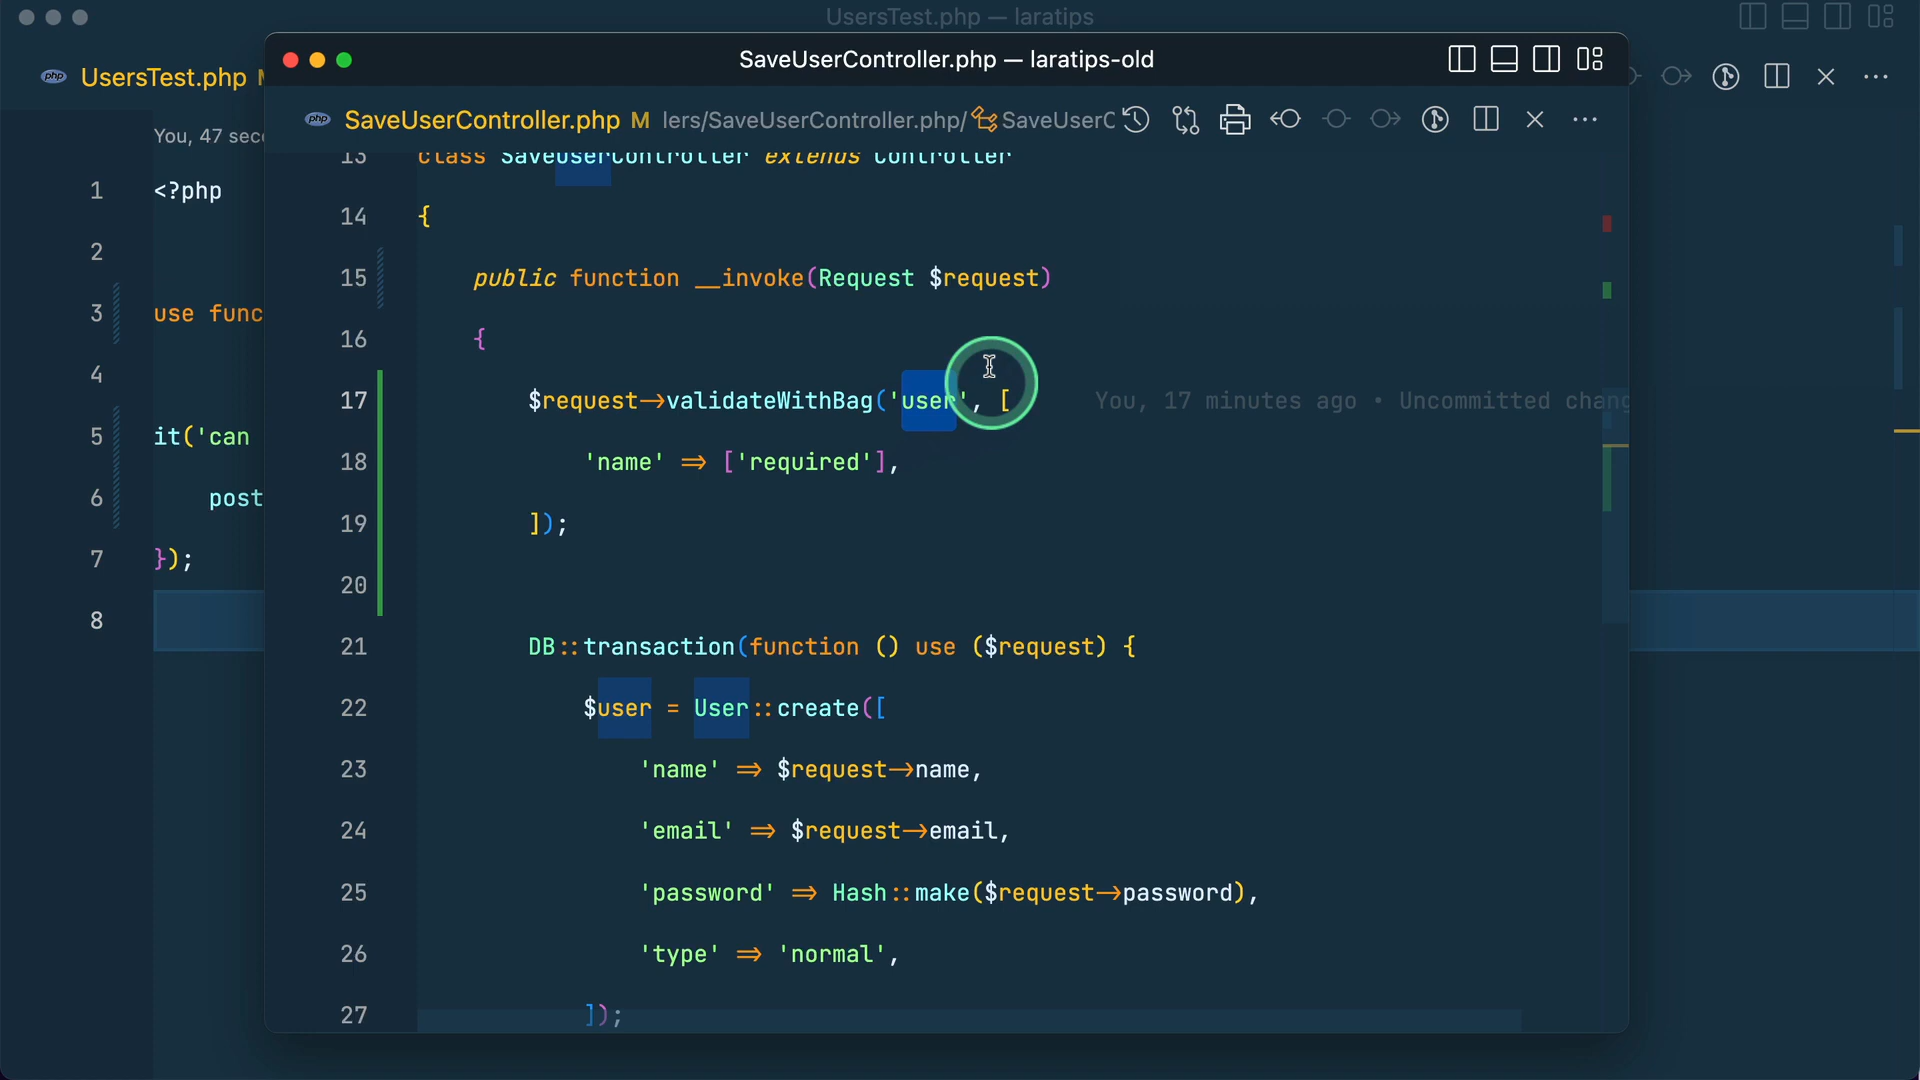 UsersTest.php — laratips
SaveUserController.php — laratips-old
php UsersTest.php
php SaveUserController.php M lers/SaveUserController.php/ SaveUserC
You, 47 sec
1 <?php
2
3 use func
4
5 it('can
6 post
7 });
8
13 class SaveUserController extends Controller
14 {
15 public function __invoke(Request $request)
16 {
17 $request->validateWithBag('user', [ You, 17 minutes ago • Uncommitted chang
18 'name' => ['required'],
19 ]);
20
21 DB::transaction(function () use ($request) {
22 $user = User::create([
23 'name' => $request->name,
24 'email' => $request->email,
25 'password' => Hash::make($request->password),
26 'type' => 'normal',
27 ]);